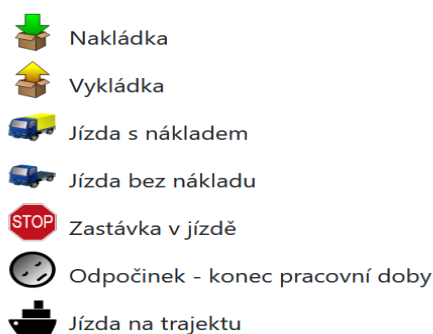 Nakládka
Vykládka
Jízda s nákladem
Jízda bez nákladu
STOP Zastávka v jízdě
Odpočinek - konec pracovní doby
Jízda na trajektu